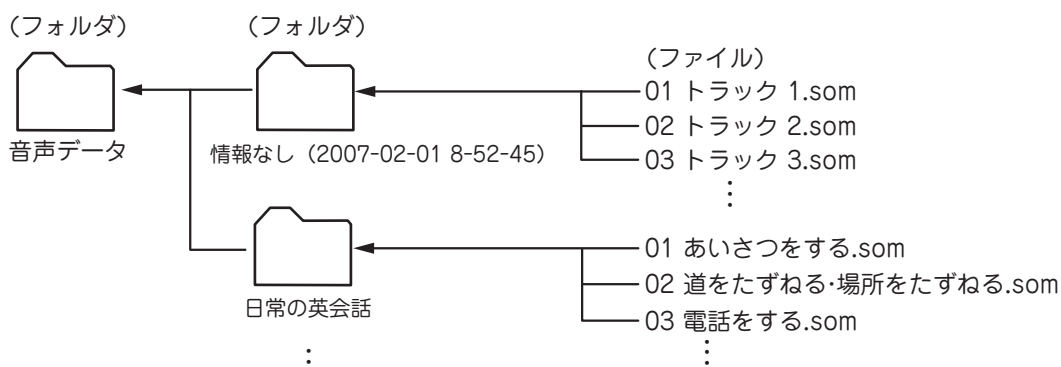 （フォルダ）
（フォルダ）
（ファイル）
01 トラック 1.som
02 トラック 2.som
03 トラック 3.som
⋮
音声データ
情報なし（2007-02-01 8-52-45）
01 あいさつをする.som
02 道をたずねる・場所をたずねる.som
03 電話をする.som
⋮
日常の英会話
：